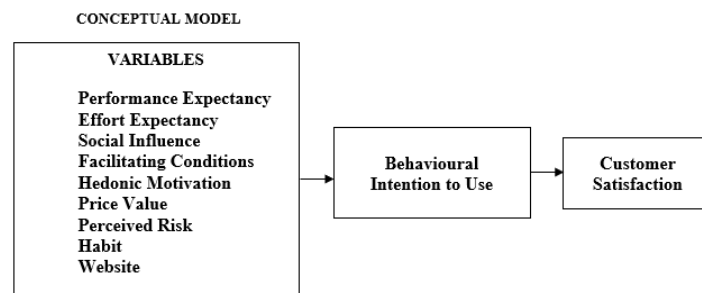 CONCEPTUAL MODEL
VARIABLES
Performance Expectancy
Effort Expectancy
Social Influence
Facilitating Conditions
Hedonic Motivation
Price Value
Perceived Risk
Habit
Website
Behavioural
Intention to Use
Customer
Satisfaction